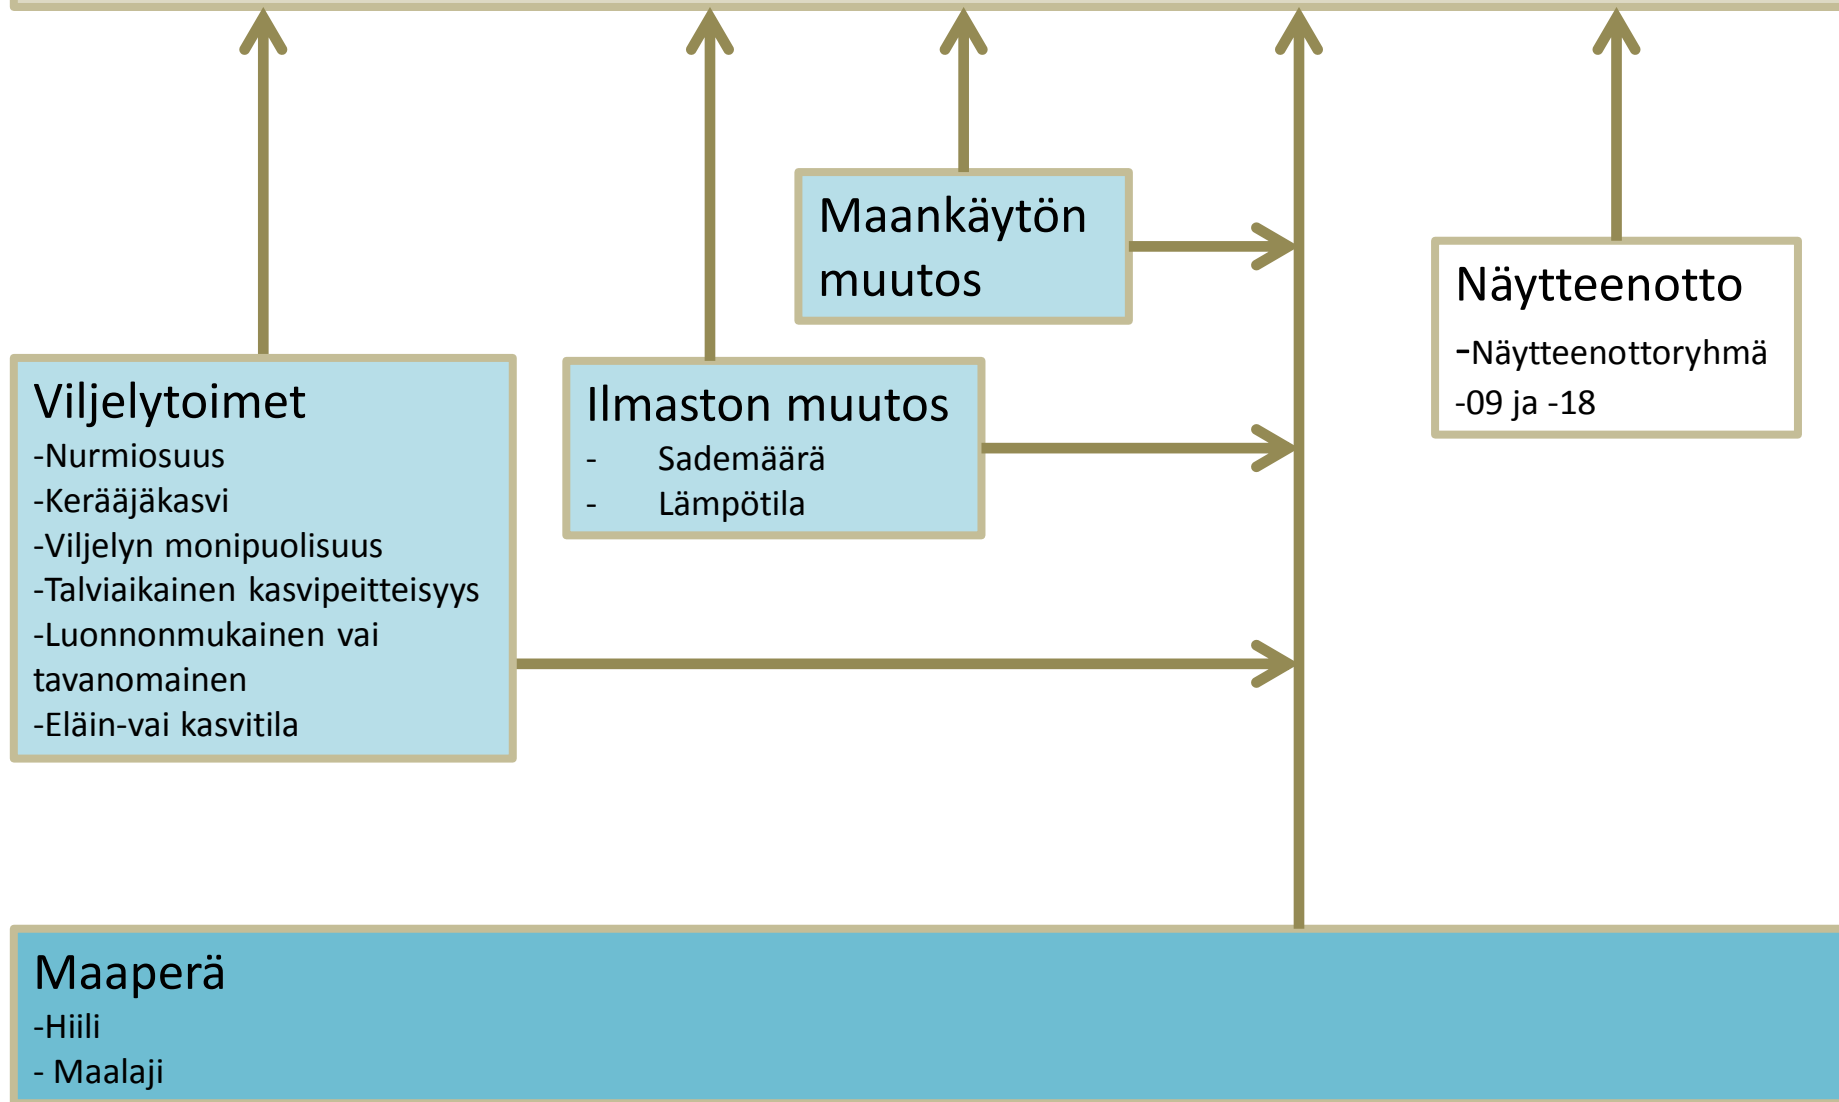 Maankäytön
muutos
Näytteenotto
-Näytteenottoryhmä
-09 ja -18
Viljelytoimet
-Nurmiosuus
-Kerääjäkasvi
-Viljelyn monipuolisuus
-Talviaikainen kasvipeitteisyys
-Luonnonmukainen vai
tavanomainen
-Eläin-vai kasvitila
Ilmaston muutos
- Sademäärä
- Lämpötila
Maaperä
-Hiili
- Maalaji